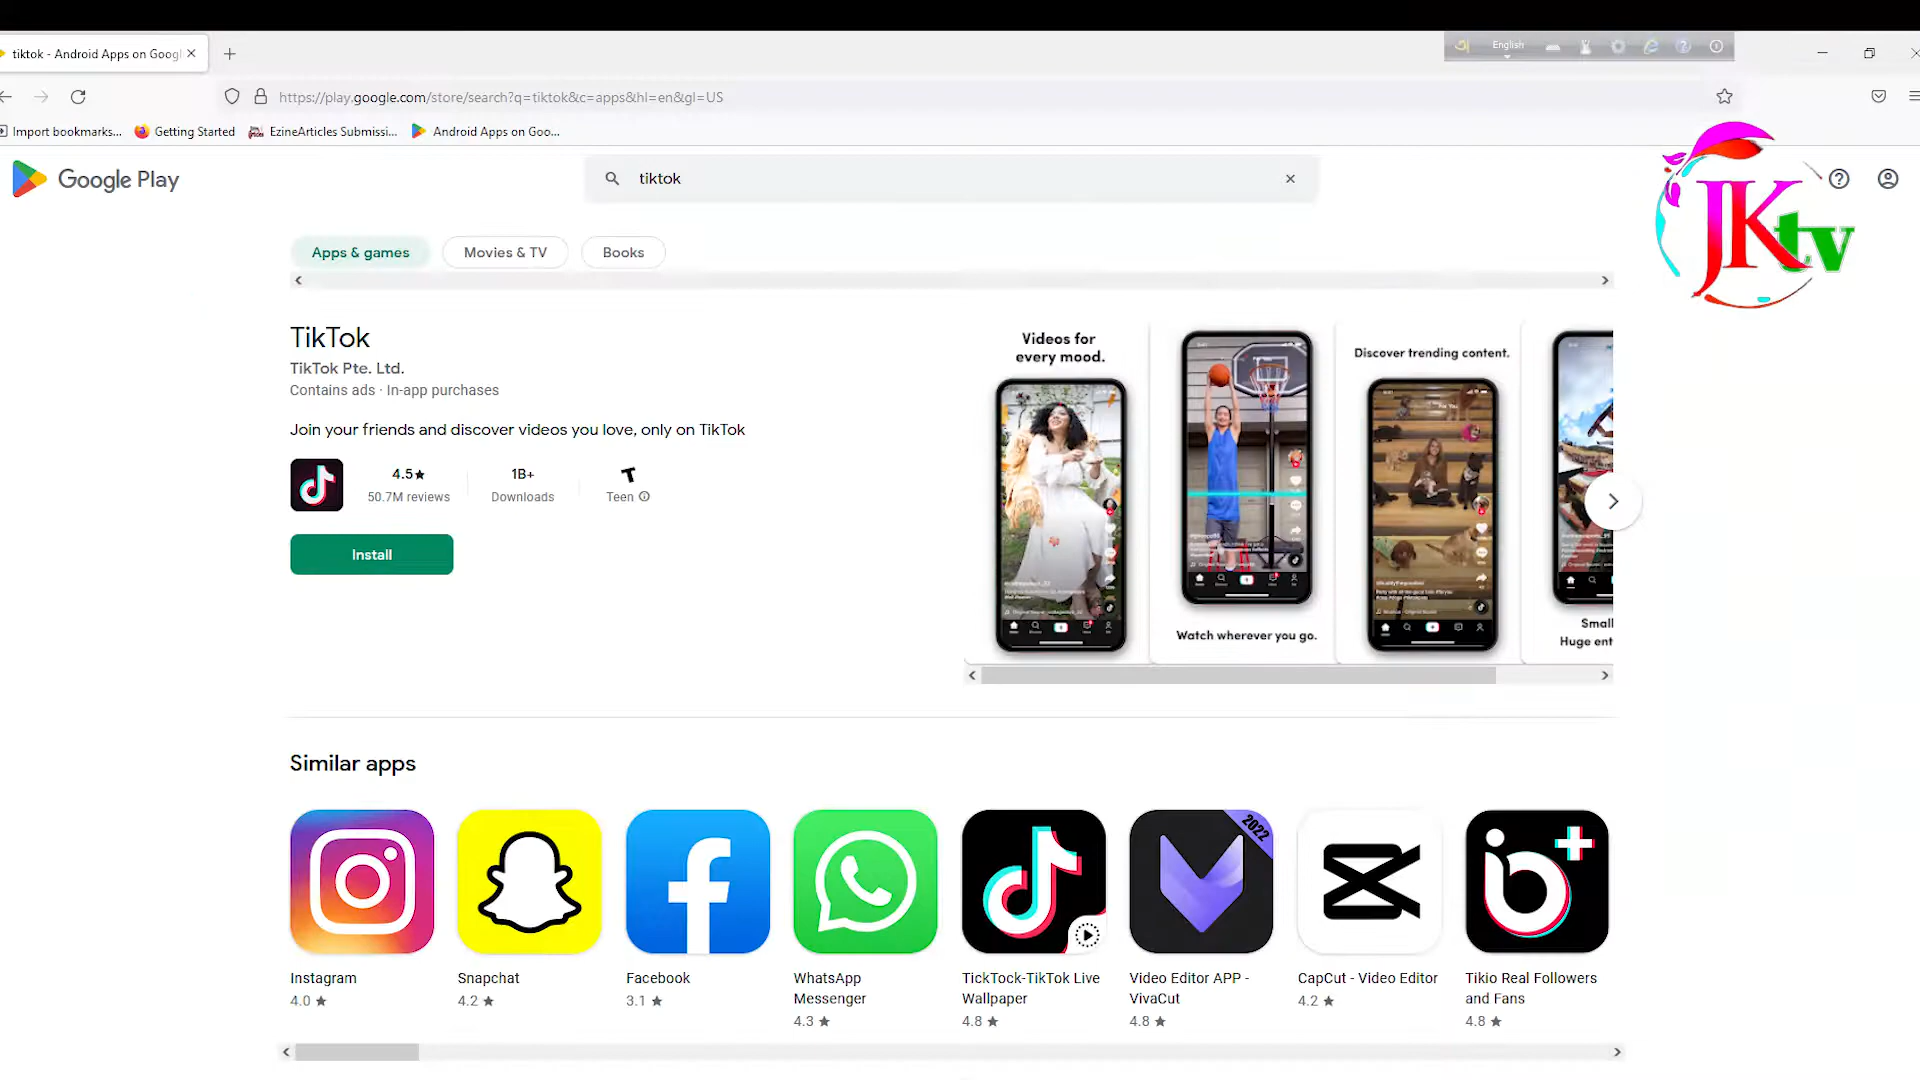 tiktok - Android Apps on Googl
English
https://play.google.com/store/search?q=tiktok&c=apps&hl=en&gl=US
Import bookmarks...
Getting Started
EzineArticles Submissi...
Android Apps on Goo...
Google Play
tiktok
JKtv
Apps & games
Movies & TV
Books
TikTok
TikTok Pte. Ltd.
Contains ads · In-app purchases
Join your friends and discover videos you love, only on TikTok
4.5★
50.7M reviews
1B+
Downloads
Teen
Install
Videos for
every mood.
Watch wherever you go.
Discover trending content.
Small
Huge ent
Similar apps
Instagram
4.0 ★
Snapchat
4.2 ★
Facebook
3.1 ★
WhatsApp
Messenger
4.3 ★
TickTock-TikTok Live
Wallpaper
4.8 ★
2022
Video Editor APP -
VivaCut
4.8 ★
CapCut - Video Editor
4.2 ★
Tikio Real Followers
and Fans
4.8 ★